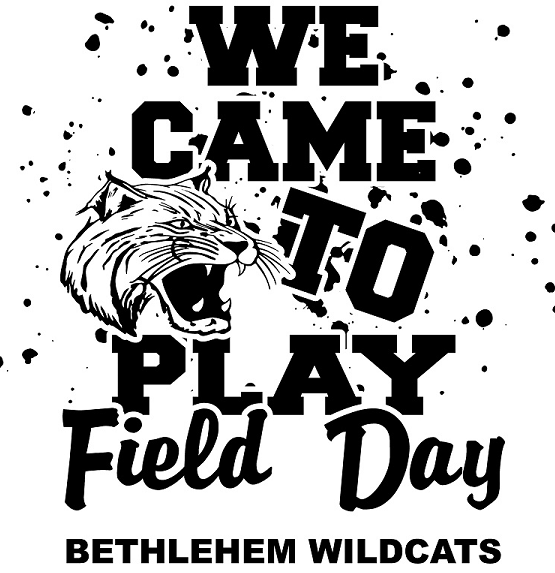 WE
CAME
TO
PLAY
Field Day
BETHLEHEM WILDCATS